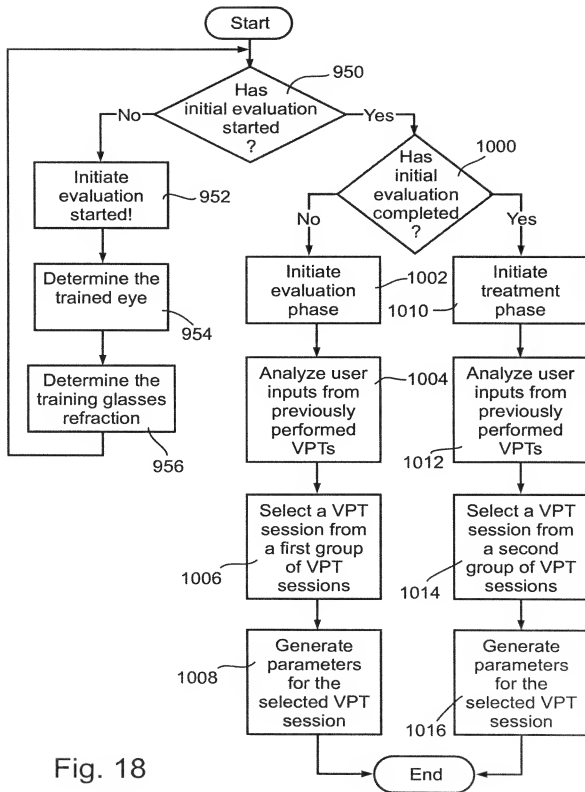 Start
950
Has
initial evaluation
started
?
No
Yes
1000
Has
initial
evaluation
completed
?
No
Yes
Initiate
evaluation
started!
952
Determine the
trained eye
954
Determine the
training glasses
refraction
956
Initiate
evaluation
phase
1002
Initiate
treatment
phase
1010
Analyze user
inputs from
previously
performed
VPTs
1004
Analyze user
inputs from
previously
performed
VPTs
1012
Select a VPT
session from
a first group
of VPT
sessions
1006
Select a VPT
session from
a second
group of VPT
sessions
1014
Generate
parameters
for the
selected VPT
session
1008
Generate
parameters
for the
selected VPT
session
1016
End
Fig. 18